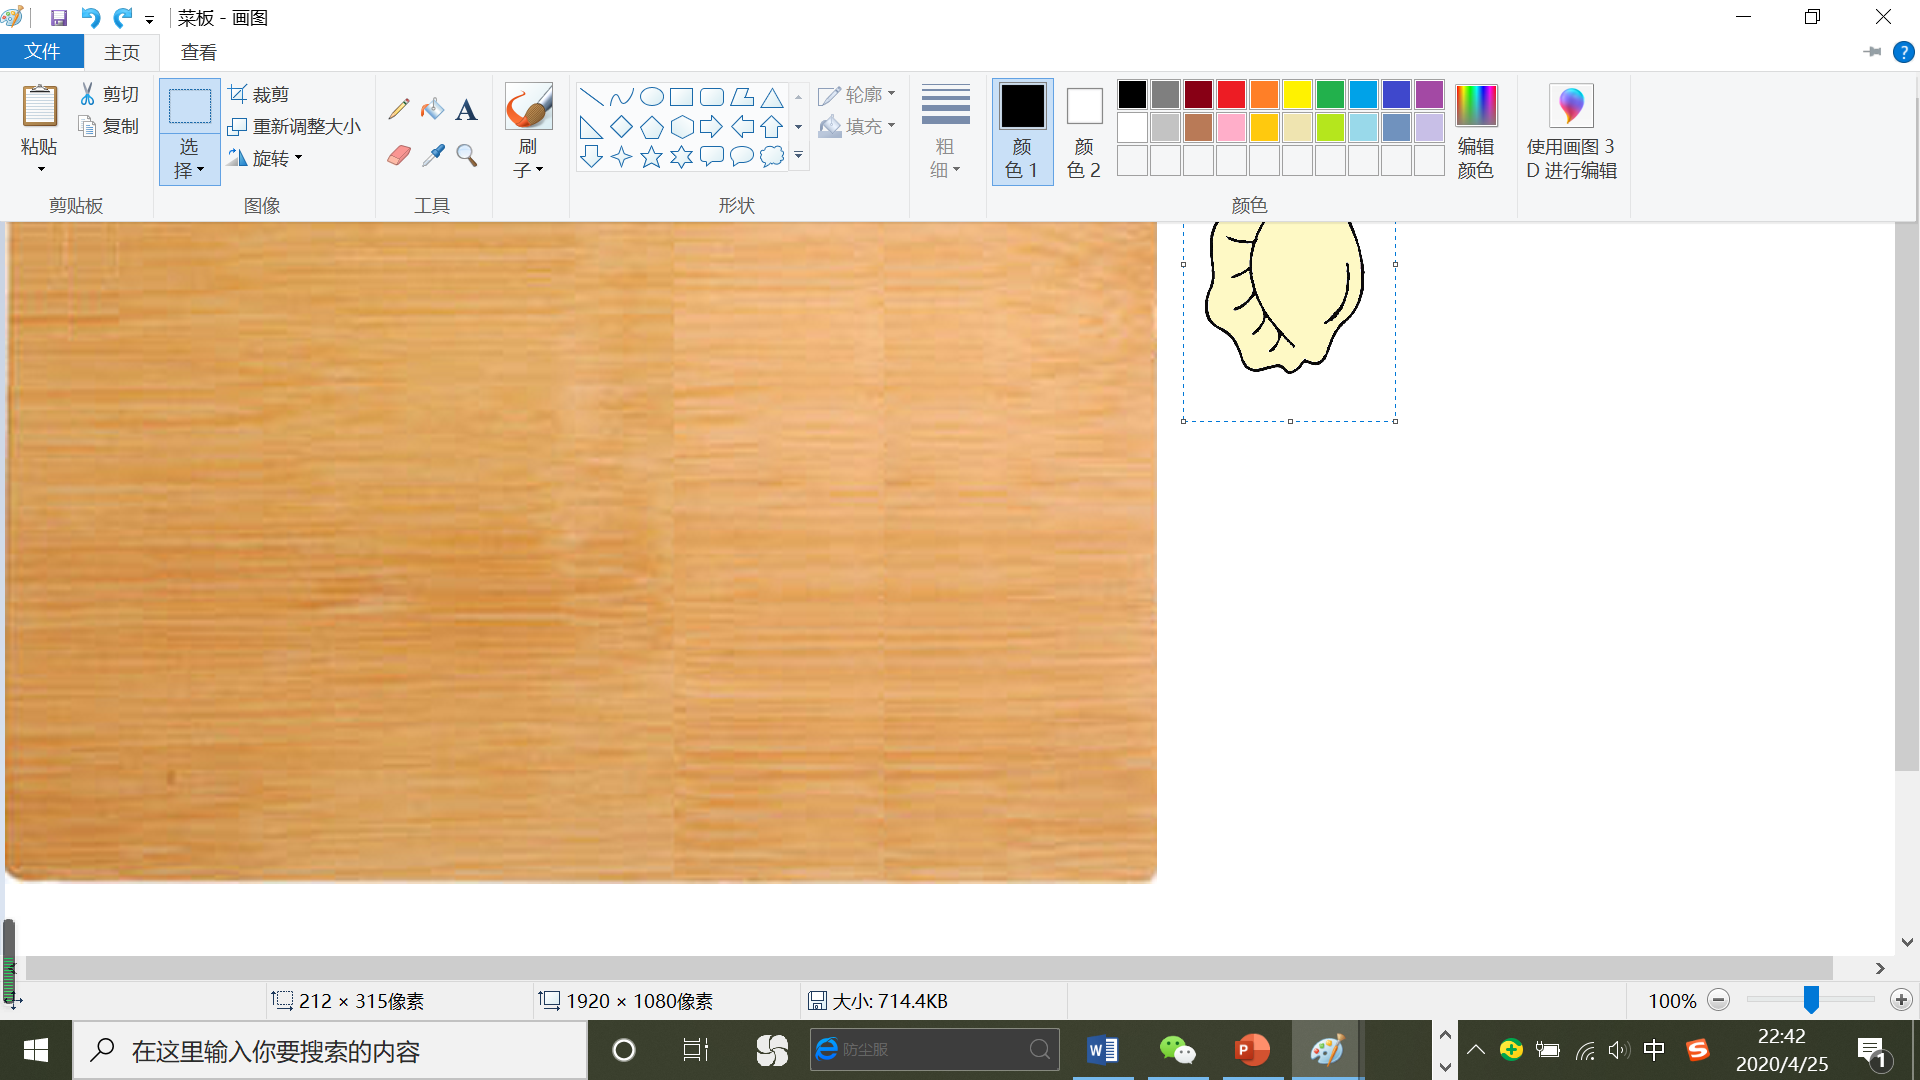 菜板 - 画图
文件 主页 查看
粘贴 剪切 复制 剪贴板
选择 裁剪 重新调整大小 旋转 图像
A 工具
刷子
形状
轮廓 填充
粗细
颜色 1 颜色 2 编辑颜色 颜色
使用画图 3 D 进行编辑
212 × 315像素 1920 × 1080像素 大小: 714.4KB 100%
在这里输入你要搜索的内容
防尘服
W P 中 S
22:42
2020/4/25
1